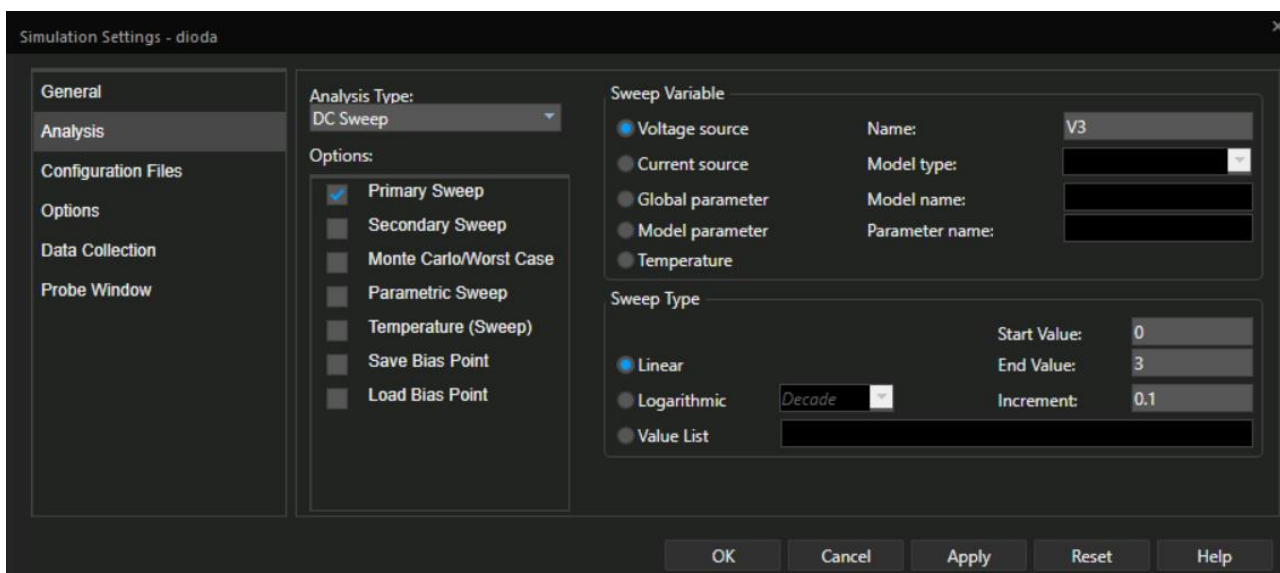 Simulation Settings - dioda
General
Analysis
Configuration Files
Options
Data Collection
Probe Window
Analysis Type:
DC Sweep
Options:
Primary Sweep
Secondary Sweep
Monte Carlo/Worst Case
Parametric Sweep
Temperature (Sweep)
Save Bias Point
Load Bias Point
Sweep Variable
Voltage source
Name: V3
Current source
Model type:
Global parameter
Model name:
Model parameter
Parameter name:
Temperature
Sweep Type
Start Value: 0
Linear
End Value: 3
Logarithmic Decade
Increment: 0.1
Value List
OK Cancel Apply Reset Help